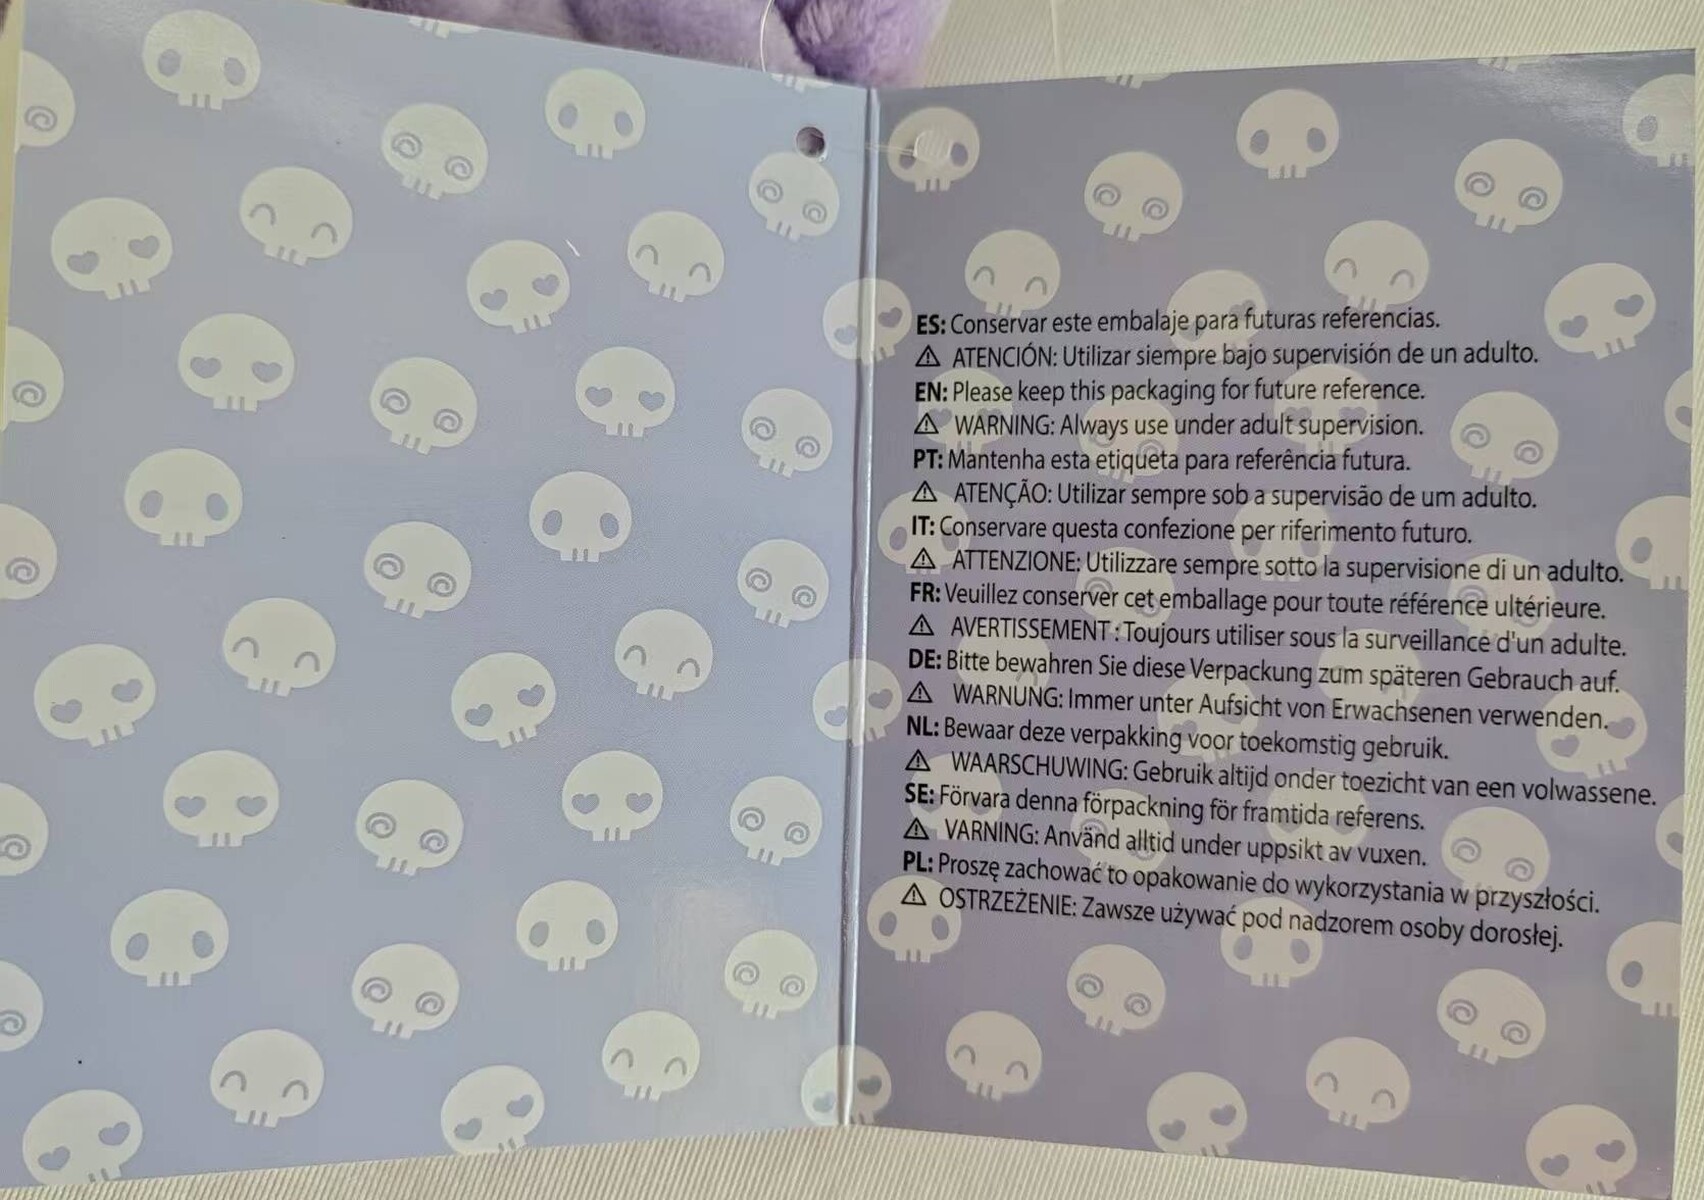 ES: Conservar este embalaje para futuras referencias.
⚠ ATENCIÓN: Utilizar siempre bajo supervisión de un adulto.
EN: Please keep this packaging for future reference.
⚠ WARNING: Always use under adult supervision.
PT: Mantenha esta etiqueta para referência futura.
⚠ ATENÇÃO: Utilizar sempre sob a supervisão de um adulto.
IT: Conservare questa confezione per riferimento futuro.
⚠ ATTENZIONE: Utilizzare sempre sotto la supervisione di un adulto.
FR: Veuillez conserver cet emballage pour toute référence ultérieure.
⚠ AVERTISSEMENT : Toujours utiliser sous la surveillance d'un adulte.
DE: Bitte bewahren Sie diese Verpackung zum späteren Gebrauch auf.
⚠ WARNUNG: Immer unter Aufsicht von Erwachsenen verwenden.
NL: Bewaar deze verpakking voor toekomstig gebruik.
⚠ WAARSCHUWING: Gebruik altijd onder toezicht van een volwassene.
SE: Förvara denna förpackning för framtida referens.
⚠ VARNING: Använd alltid under uppsikt av vuxen.
PL: Proszę zachować to opakowanie do wykorzystania w przyszłości.
⚠ OSTRZEŻENIE: Zawsze używać pod nadzorem osoby dorosłej.